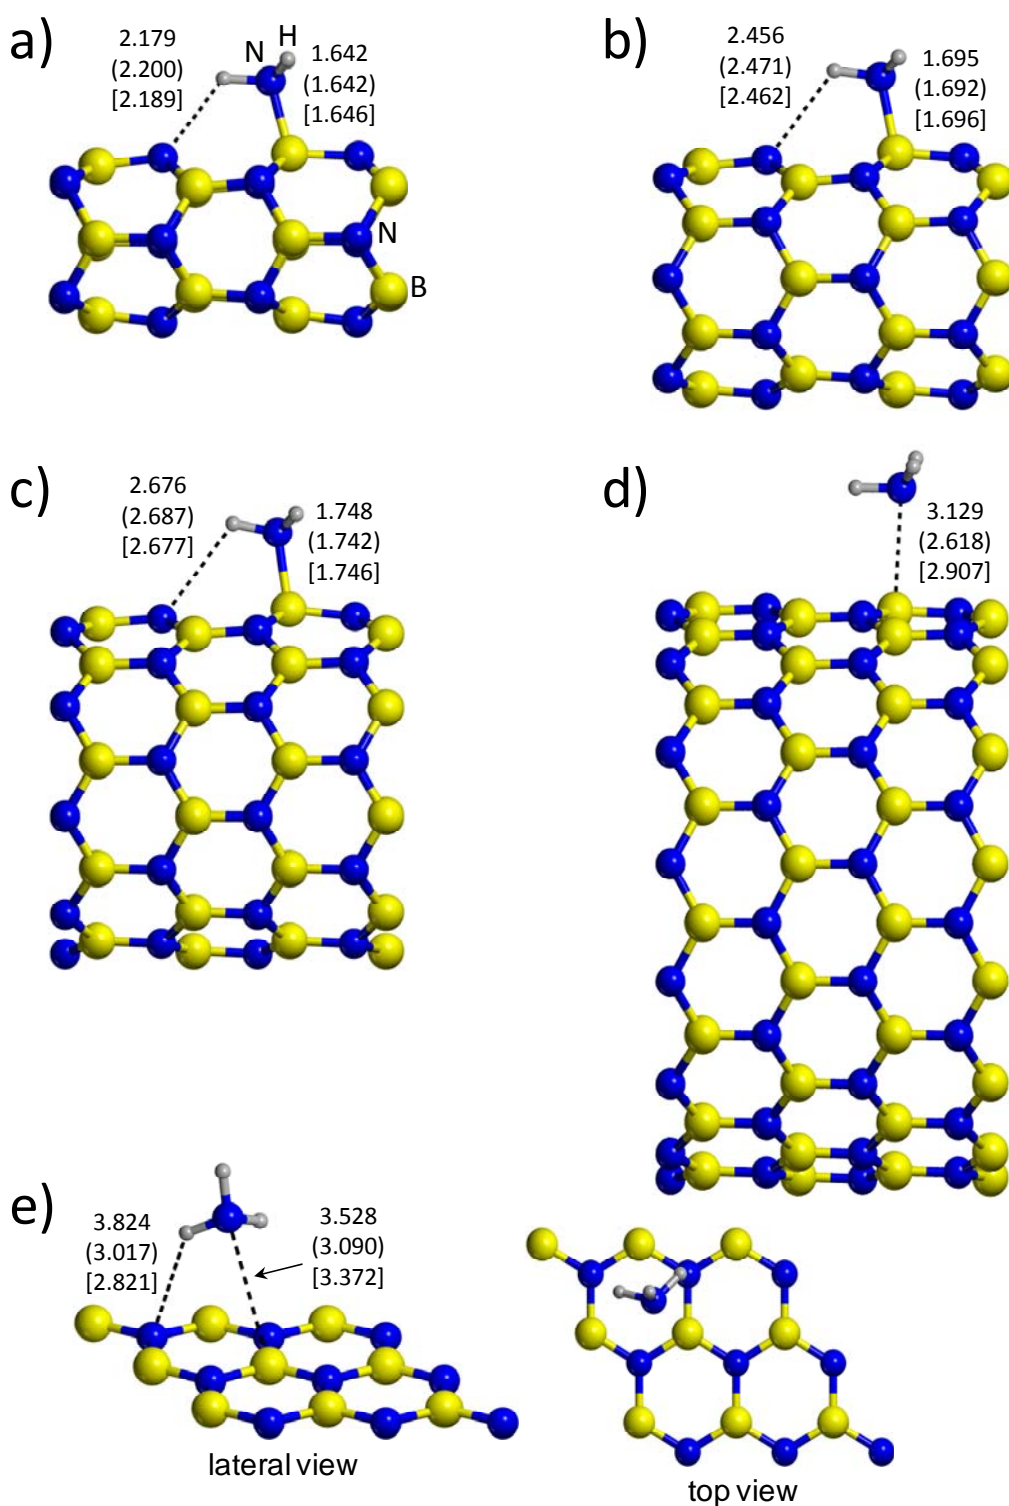 a)
2.179
(2.200)
[2.189]
N
H
1.642
(1.642)
[1.646]
N
B
b)
2.456
(2.471)
[2.462]
1.695
(1.692)
[1.696]
c)
2.676
(2.687)
[2.677]
1.748
(1.742)
[1.746]
d)
3.129
(2.618)
[2.907]
e)
3.824
(3.017)
[2.821]
3.528
(3.090)
[3.372]
lateral view
top view